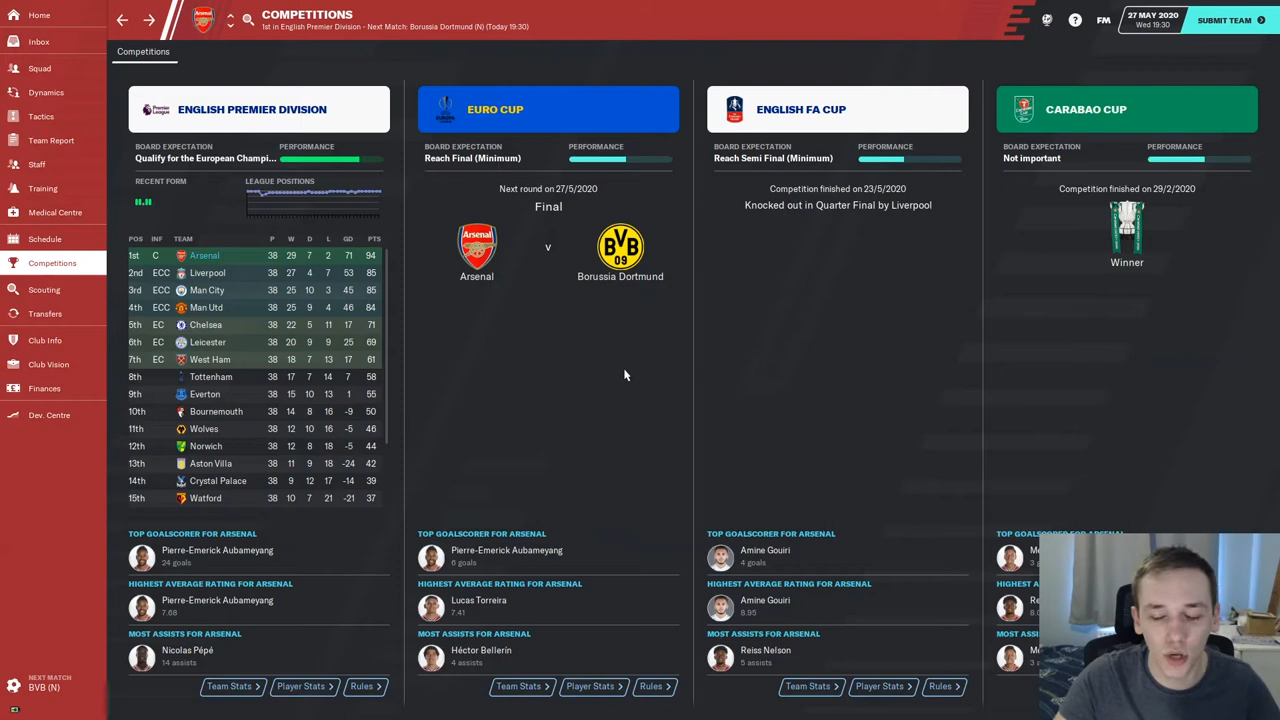 Home
Inbox
Squad
Dynamics
Tactics
Team Report
Staff
Training
Medical Centre
Schedule
Competitions
Scouting
Transfers
Club Info
Club Vision
Finances
Dev. Centre
NEXT MATCH
BVB (N)
COMPETITIONS
1st in English Premier Division - Next Match: Borussia Dortmund (N) (Today 19:30)
FM
27 MAY 2020
Wed 19:30
SUBMIT TEAM
Competitions
ENGLISH PREMIER DIVISION
BOARD EXPECTATION
PERFORMANCE
Qualify for the European Champi...
RECENT FORM
LEAGUE POSITIONS
POS INF TEAM P W D L GD PTS
1st C Arsenal 38 29 7 2 71 94
2nd ECC Liverpool 38 27 4 7 53 85
3rd ECC Man City 38 25 10 3 45 85
4th ECC Man Utd 38 25 9 4 46 84
5th EC Chelsea 38 22 5 11 17 71
6th EC Leicester 38 20 9 9 25 69
7th EC West Ham 38 18 7 13 17 61
8th Tottenham 38 17 7 14 7 58
9th Everton 38 15 10 13 1 55
10th Bournemouth 38 14 8 16 -9 50
11th Wolves 38 12 10 16 -5 46
12th Norwich 38 12 8 18 -5 44
13th Aston Villa 38 11 9 18 -24 42
14th Crystal Palace 38 9 12 17 -14 39
15th Watford 38 10 7 21 -21 37
TOP GOALSCORER FOR ARSENAL
Pierre-Emerick Aubameyang
24 goals
HIGHEST AVERAGE RATING FOR ARSENAL
Pierre-Emerick Aubameyang
7.68
MOST ASSISTS FOR ARSENAL
Nicolas Pépé
14 assists
Team Stats
Player Stats
Rules
EURO CUP
BOARD EXPECTATION
PERFORMANCE
Reach Final (Minimum)
Next round on 27/5/2020
Final
Arsenal
v
BVB
09
Arsenal
Borussia Dortmund
TOP GOALSCORER FOR ARSENAL
Pierre-Emerick Aubameyang
6 goals
HIGHEST AVERAGE RATING FOR ARSENAL
Lucas Torreira
7.41
MOST ASSISTS FOR ARSENAL
Héctor Bellerín
4 assists
Team Stats
Player Stats
Rules
ENGLISH FA CUP
BOARD EXPECTATION
PERFORMANCE
Reach Semi Final (Minimum)
Competition finished on 23/5/2020
Knocked out in Quarter Final by Liverpool
TOP GOALSCORER FOR ARSENAL
Amine Gouiri
4 goals
HIGHEST AVERAGE RATING FOR ARSENAL
Amine Gouiri
8.95
MOST ASSISTS FOR ARSENAL
Reiss Nelson
5 assists
Team Stats
Player Stats
Rules
CARABAO CUP
BOARD EXPECTATION
PERFORMANCE
Not important
Competition finished on 29/2/2020
Winner
TOP GOALSCORER FOR ARSENAL